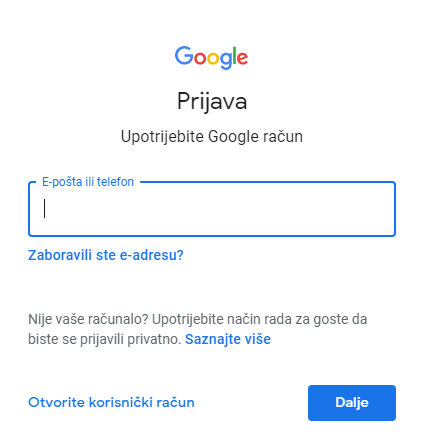 Google
Prijava
Upotrijebite Google račun
E-pošta ili telefon
Zaboravili ste e-adresu?
Nije vaše računalo? Upotrijebite način rada za goste da
biste se prijavili privatno. Saznajte više
Otvorite korisnički račun
Dalje